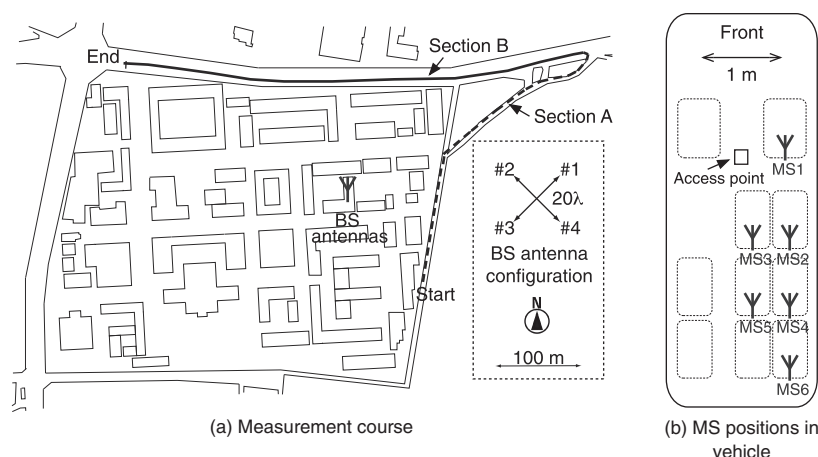 End
Section B
Section A
#2
#1
20λ
#3
#4
BS antenna
configuration
N
100 m
BS
antennas
Start
(a) Measurement course
Front
1 m
Access point
MS1
MS3
MS2
MS5
MS4
MS6
(b) MS positions in
vehicle